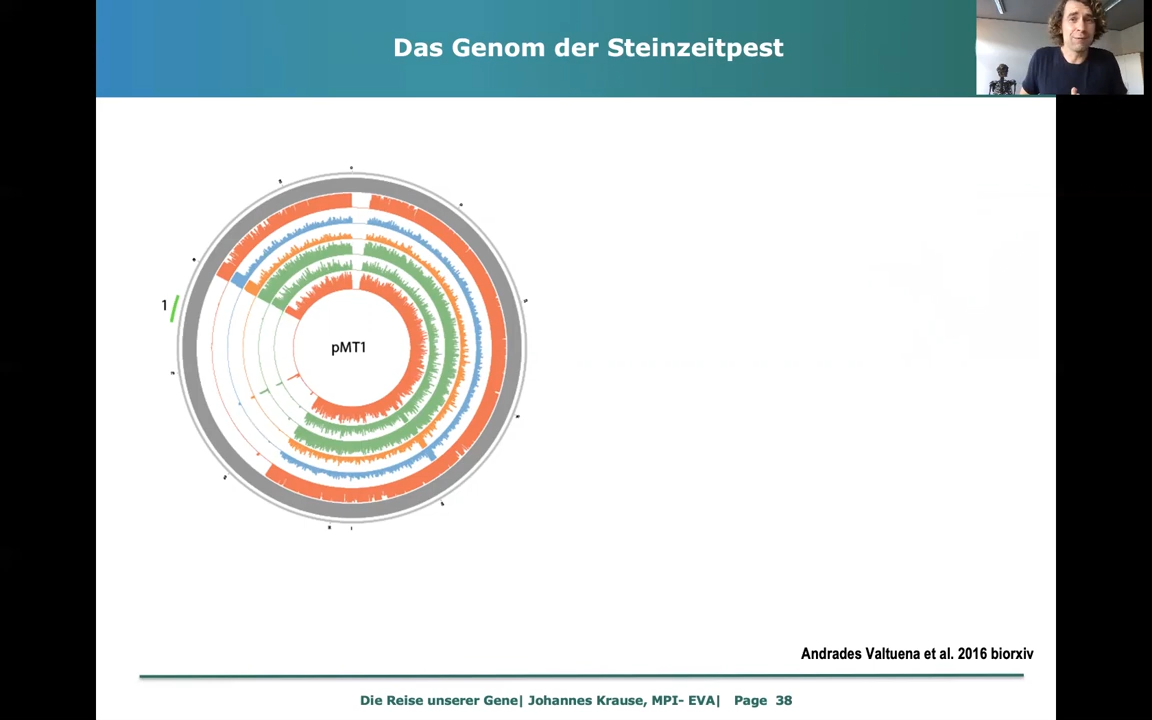 Das Genom der Steinzeitpest
1
pMT1
Andrades Valtuena et al. 2016 biorxiv
Die Reise unserer Gene| Johannes Krause, MPI- EVA| Page 38